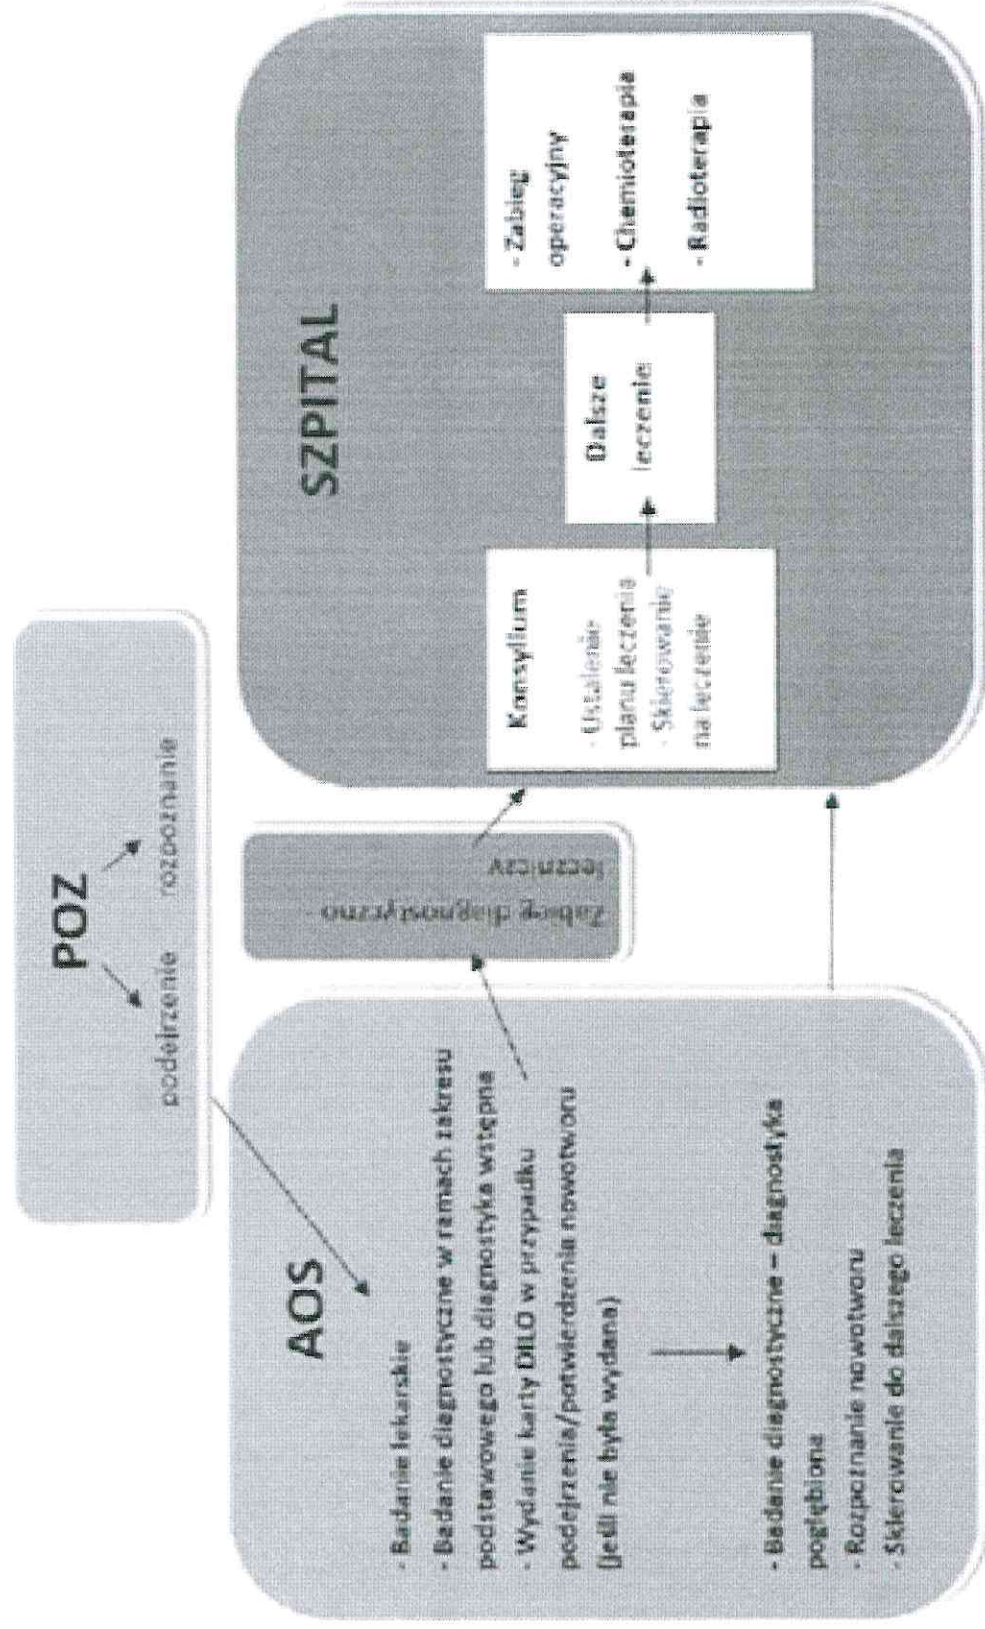 POZ
podejrzenie rozpoznanie
AOS
- Badanie lekarskie
- Badanie diagnostyczne w ramach zakresu
podstawowego lub diagnostyka wstępna
- Wydanie karty DILO w przypadku
podejrzenia/potwierdzenia nowotworu
(jeśli nie była wydana)
- Badanie diagnostyczne – diagnostyka
pogłębiona
- Rozpoznanie nowotworu
- Skierowanie do dalszego leczenia
Zabieg diagnostyczno -
leczniczy
SZPITAL
Konsylium
- Ustalenie
planu leczenia
- Skierowanie
na leczenie
Dalsze
leczenie
- Zabieg
operacyjny
- Chemioterapia
- Radioterapia